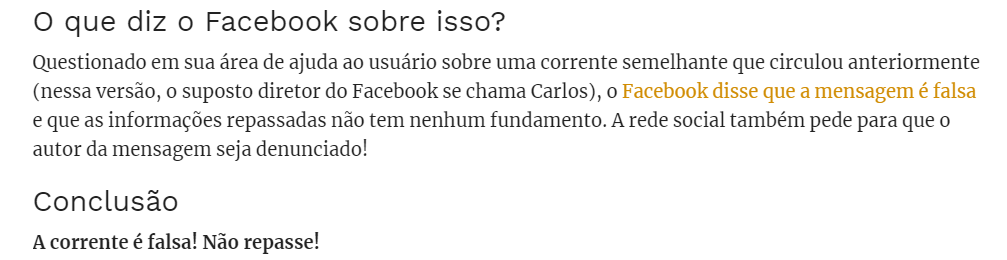 O que diz o Facebook sobre isso?
Questionado em sua área de ajuda ao usuário sobre uma corrente semelhante que circulou anteriormente
(nessa versão, o suposto diretor do Facebook se chama Carlos), o Facebook disse que a mensagem é falsa
e que as informações repassadas não tem nenhum fundamento. A rede social também pede para que o
autor da mensagem seja denunciado!
Conclusão
A corrente é falsa! Não repasse!